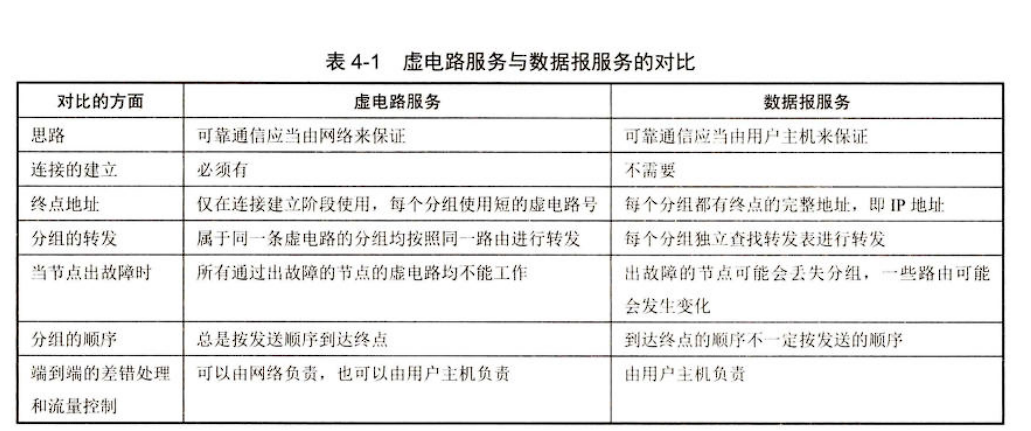 表 4-1 虚电路服务与数据报服务的对比
对比的方面 虚电路服务 数据报服务
思路 可靠通信应当由网络来保证 可靠通信应当由用户主机来保证
连接的建立 必须有 不需要
终点地址 仅在连接建立阶段使用，每个分组使用短的虚电路号 每个分组都有终点的完整地址，即 IP 地址
分组的转发 属于同一条虚电路的分组均按照同一路由进行转发 每个分组独立查找转发表进行转发
当节点出故障时 所有通过出故障的节点的虚电路均不能工作 出故障的节点可能会丢失分组，一些路由可能
会发生变化
分组的顺序 总是按发送顺序到达终点 到达终点的顺序不一定按发送的顺序
端到端的差错处理 可以由网络负责，也可以由用户主机负责 由用户主机负责
和流量控制